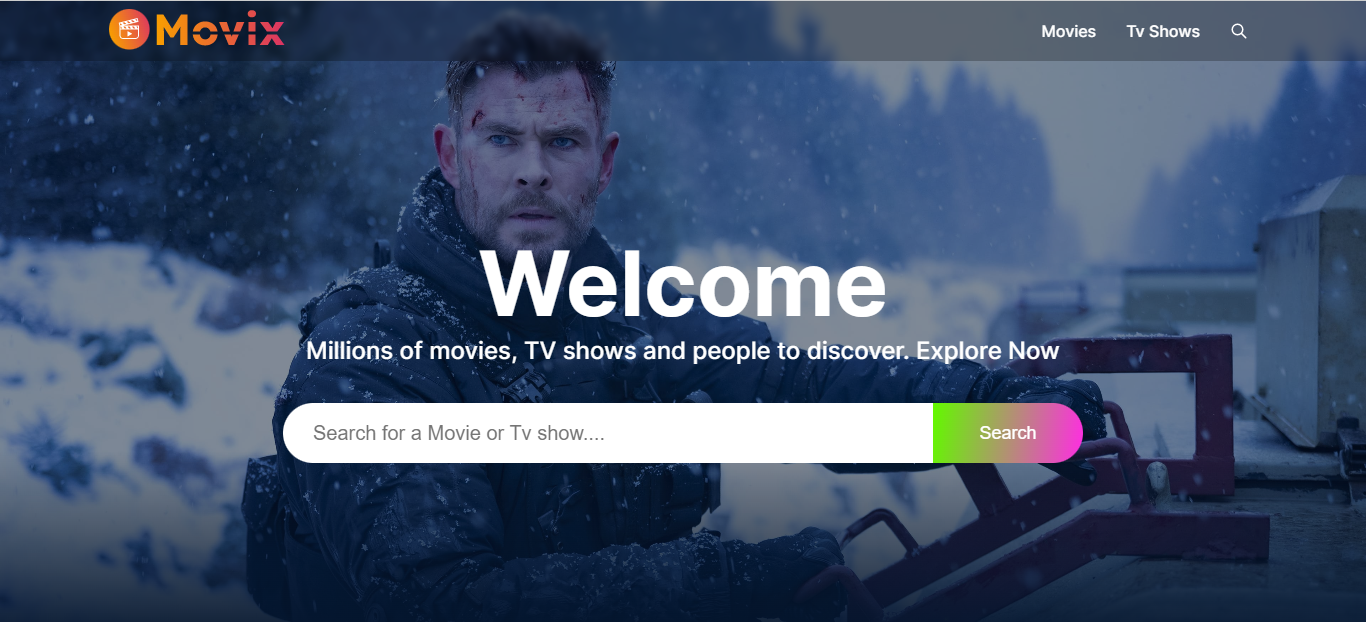 Movix
Movies
Tv Shows
Welcome
Millions of movies, TV shows and people to discover. Explore Now
Search for a Movie or Tv show....
Search